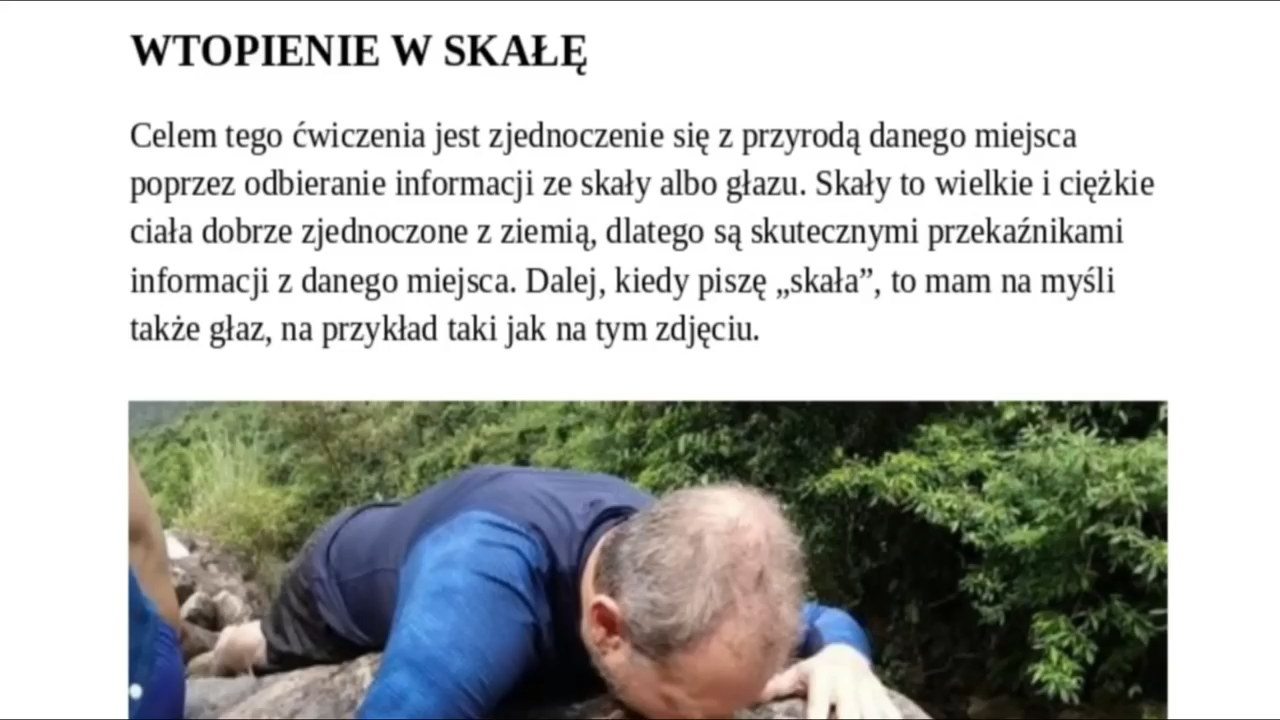 WTOPIENIE W SKAŁĘ
Celem tego ćwiczenia jest zjednoczenie się z przyrodą danego miejsca
poprzez odbieranie informacji ze skały albo głazu. Skały to wielkie i ciężkie
ciała dobrze zjednoczone z ziemią, dlatego są skutecznymi przekaźnikami
informacji z danego miejsca. Dalej, kiedy piszę „skała”, to mam na myśli
także głaz, na przykład taki jak na tym zdjęciu.